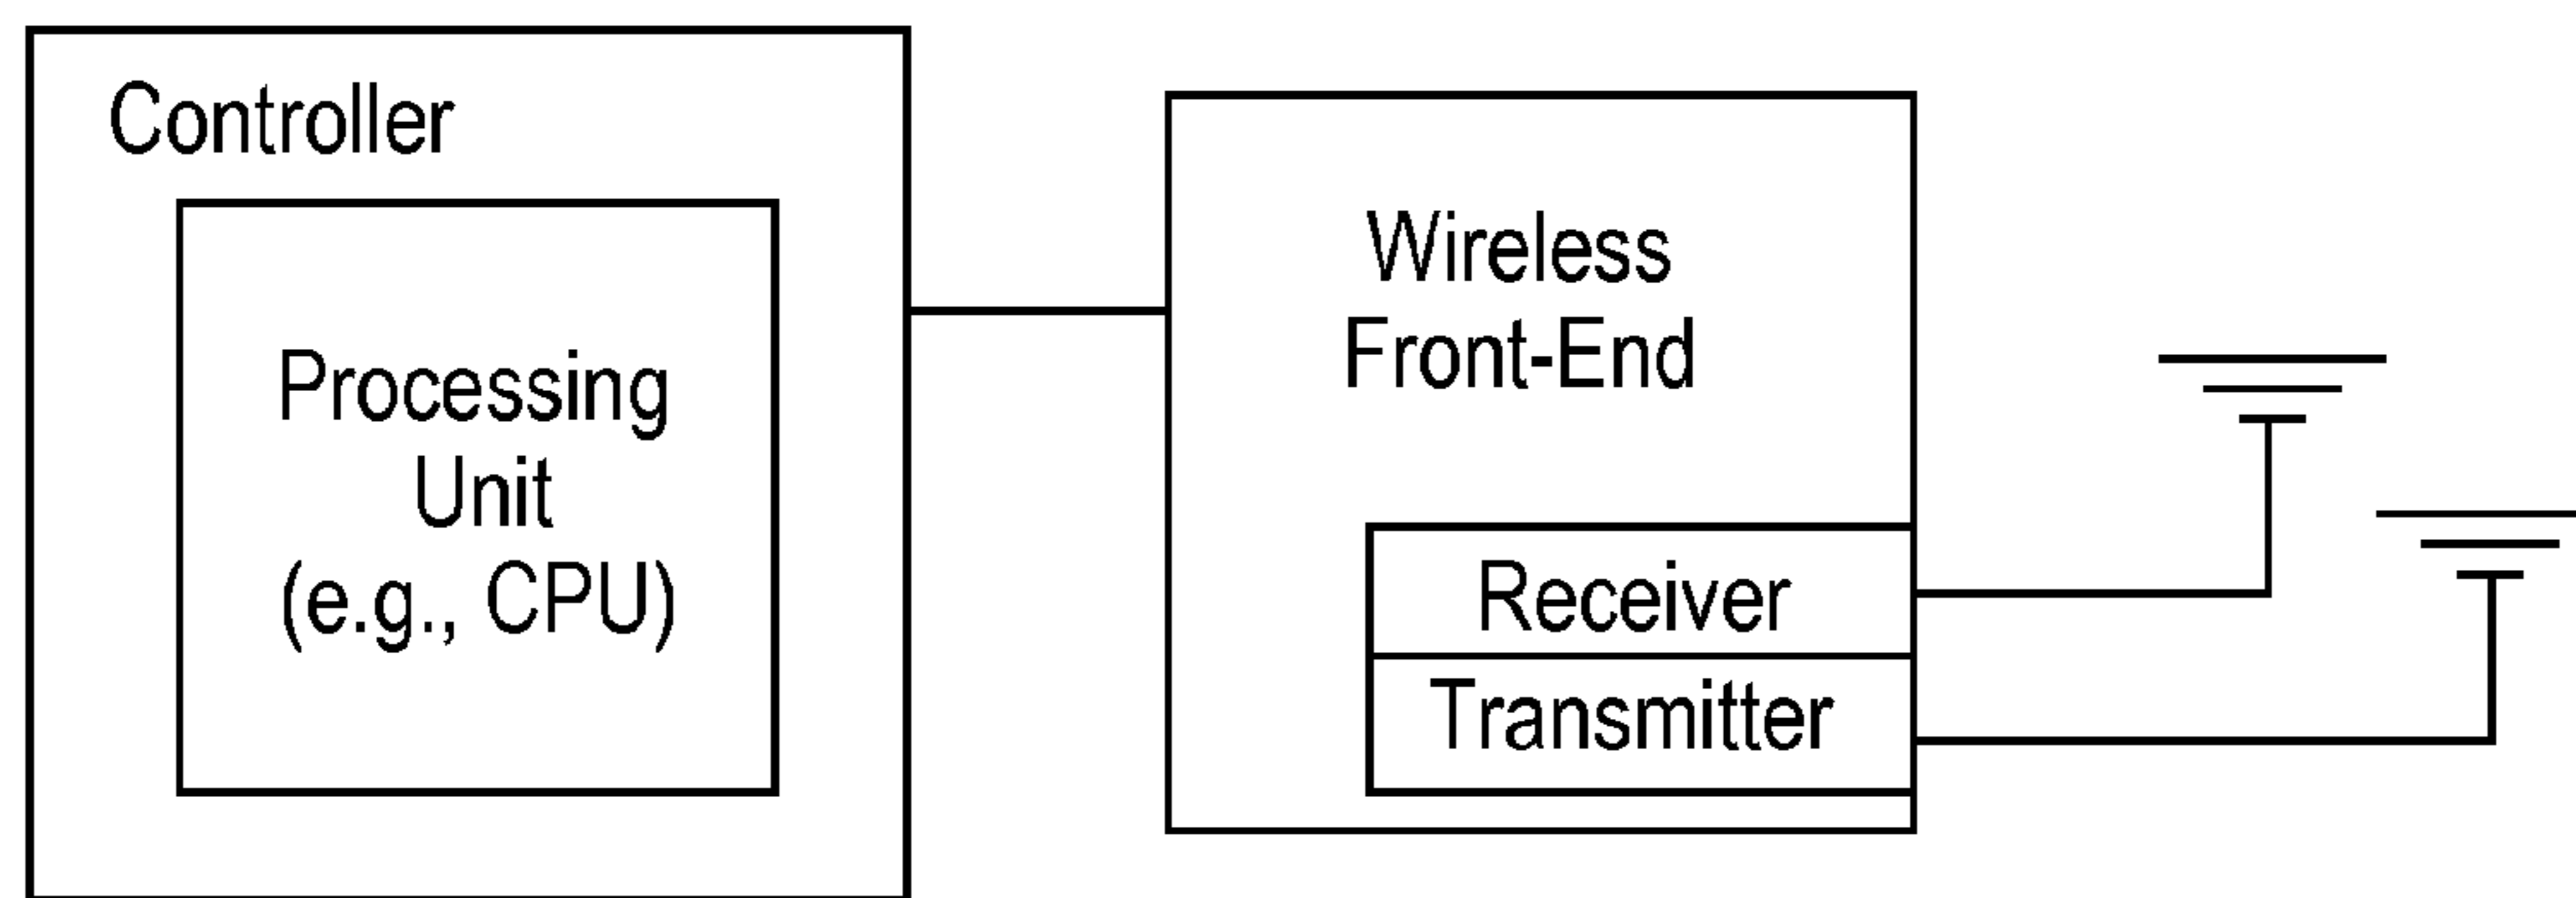 Controller
Processing
Unit
(e.g., CPU)
Wireless
Front-End
Receiver
Transmitter